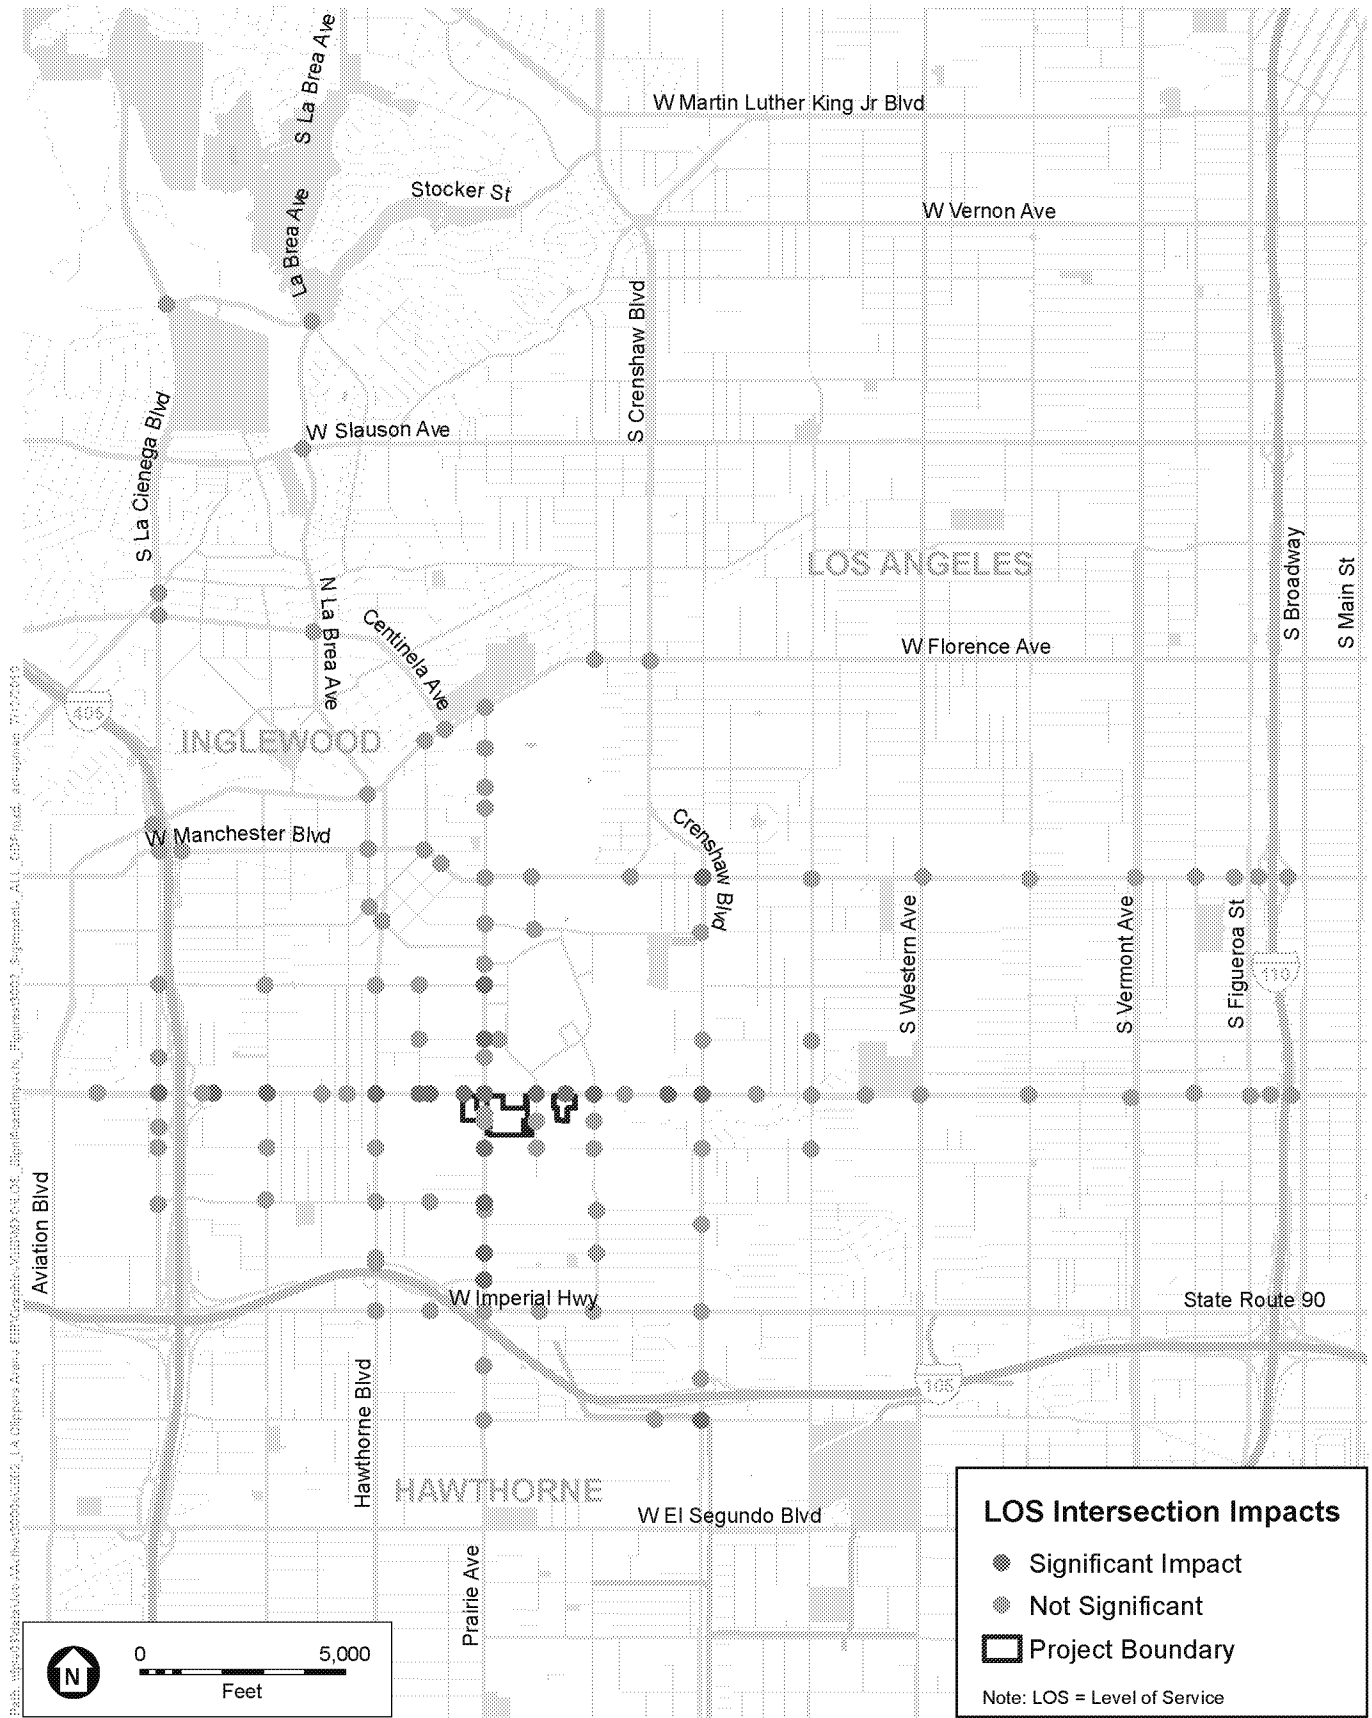 S La Brea Ave
W Martin Luther King Jr Blvd
Stocker St
W Vernon Ave
La Brea Ave
S Crenshaw Blvd
S La Cienega Blvd
W Slauson Ave
LOS ANGELES
S Broadway
S Main St
N La Brea Ave
Centinela Ave
W Florence Ave
405
INGLEWOOD
W Manchester Blvd
Crenshaw Blvd
S Western Ave
S Vermont Ave
S Figueroa St
110
Aviation Blvd
W Imperial Hwy
State Route 90
105
Hawthorne Blvd
HAWTHORNE
W El Segundo Blvd
Prairie Ave
LOS Intersection Impacts
Significant Impact
Not Significant
Project Boundary
Note: LOS = Level of Service
N
0 5,000
Feet